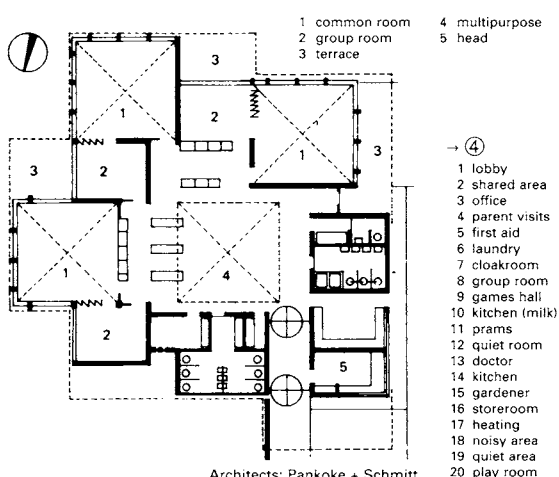 1 common room
2 group room
3 terrace
4 multipurpose
5 head
3
1
2
1
3
3
2
1
4
2
5
→ ④
1 lobby
2 shared area
3 office
4 parent visits
5 first aid
6 laundry
7 cloakroom
8 group room
9 games hall
10 kitchen (milk)
11 prams
12 quiet room
13 doctor
14 kitchen
15 gardener
16 storeroom
17 heating
18 noisy area
19 quiet area
20 play room
Architects: Pankoke + Schmitt